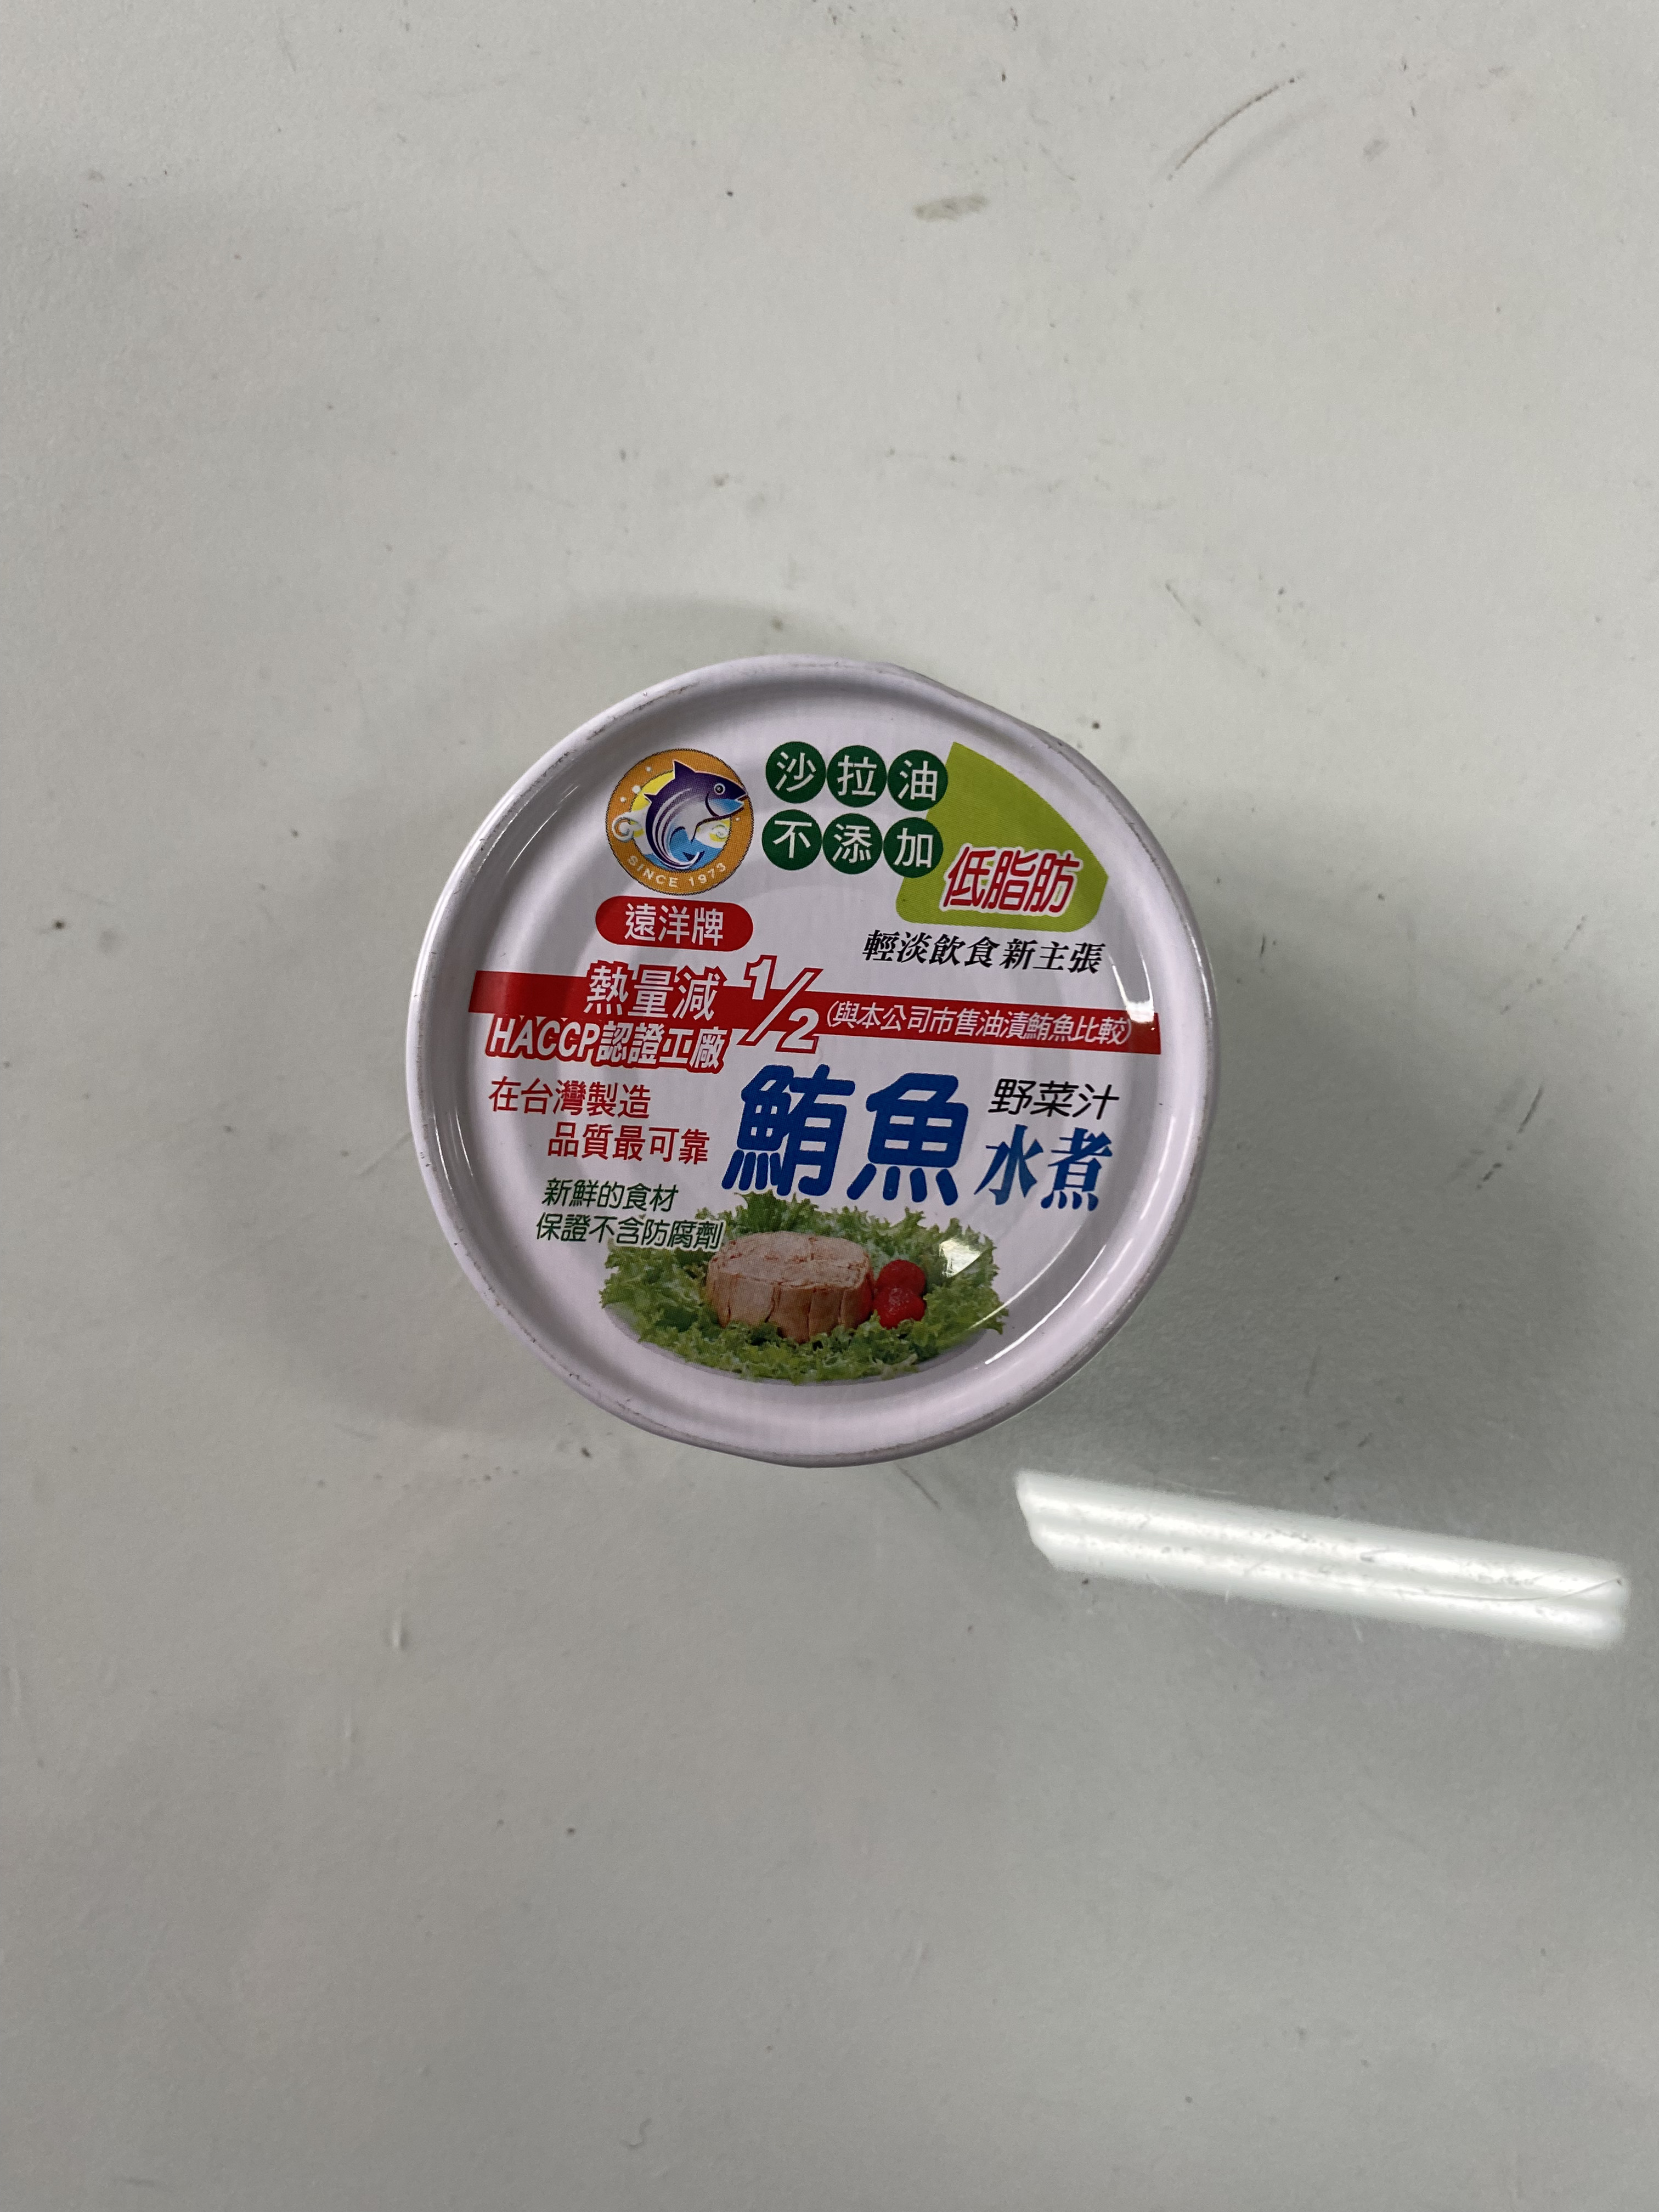 沙拉油
不添加
SINCE 1973
低脂肪
遠洋牌
輕淡飲食新主張
熱量減1/2(與本公司市售油漬鮪魚比較)
HACCP認證工廠
在台灣製造
品質最可靠
鮪魚
野菜汁
水煮
新鮮的食材
保證不含防腐劑